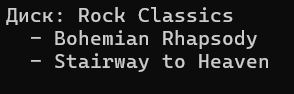 Диск: Rock Classics
  - Bohemian Rhapsody
  - Stairway to Heaven